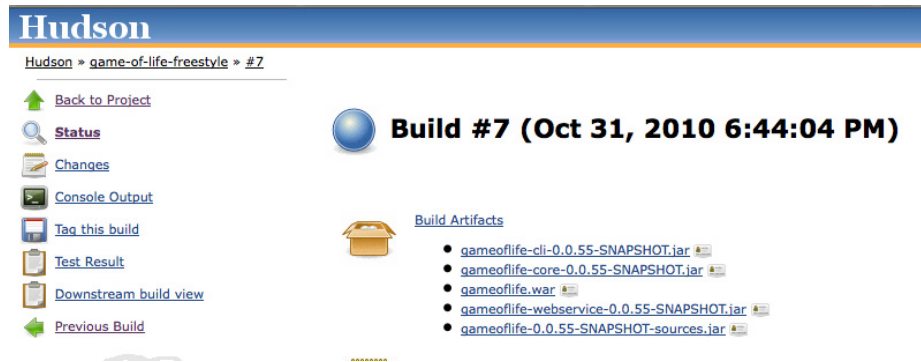 Hudson
Hudson » game-of-life-freestyle » #7
Back to Project
Status
Changes
Console Output
Tag this build
Test Result
Downstream build view
Previous Build
Build #7 (Oct 31, 2010 6:44:04 PM)
Build Artifacts
gameoflife-cli-0.0.55-SNAPSHOT.jar
gameoflife-core-0.0.55-SNAPSHOT.jar
gameoflife.war
gameoflife-webservice-0.0.55-SNAPSHOT.jar
gameoflife-0.0.55-SNAPSHOT-sources.jar